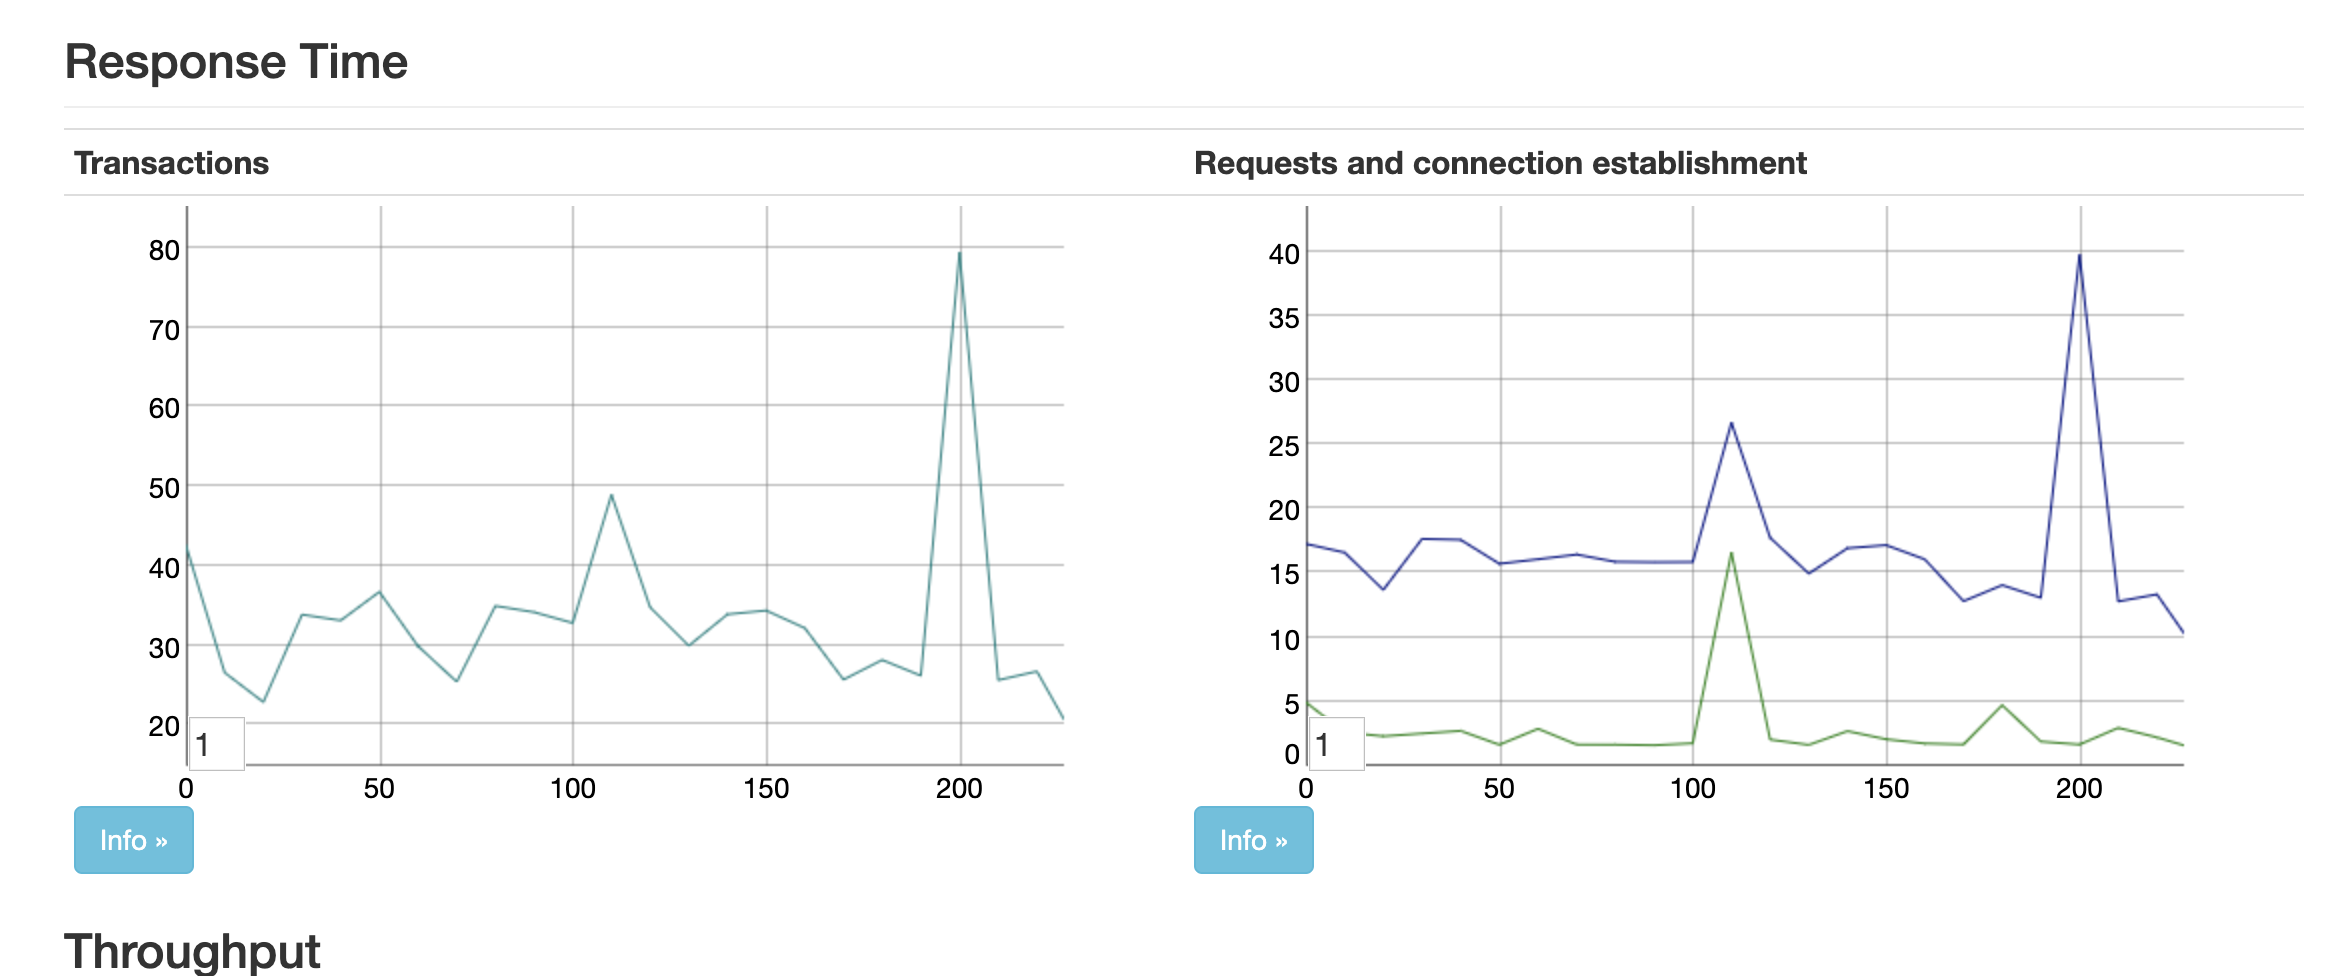 Response Time
Transactions
80
70
60
50
40
30
20
1
0 50 100 150 200
Info »
Requests and connection establishment
40
35
30
25
20
15
10
5
0
1
0 50 100 150 200
Info »
Throughput